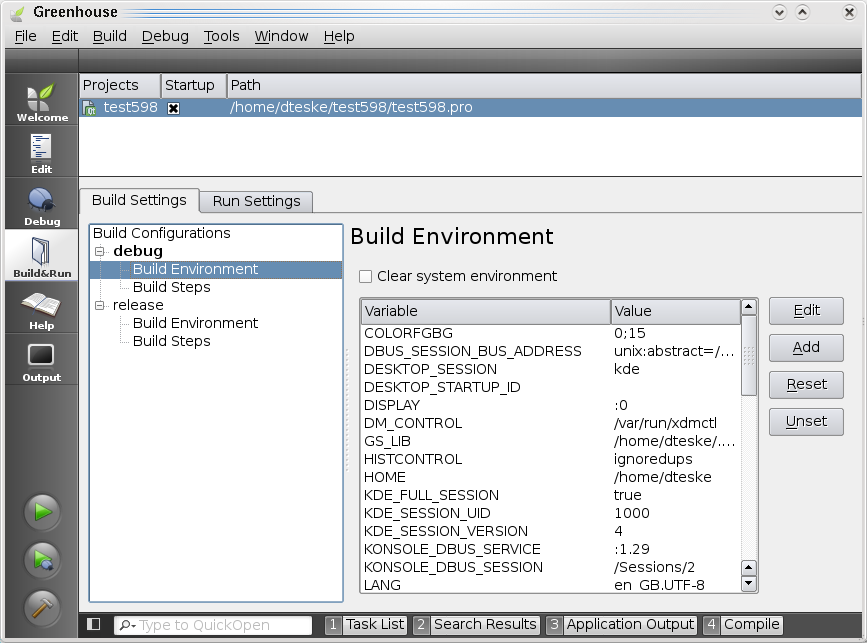 Greenhouse
File Edit Build Debug Tools Window Help
Projects Startup Path
test598 /home/dteske/test598/test598.pro
Welcome
Edit
Debug
Build&Run
Help
Output
Build Settings Run Settings
Build Configurations
debug
Build Environment
Build Steps
release
Build Environment
Build Steps
Build Environment
Clear system environment
Variable Value
COLORFGBG 0;15
DBUS_SESSION_BUS_ADDRESS unix:abstract=/...
DESKTOP_SESSION kde
DESKTOP_STARTUP_ID
DISPLAY :0
DM_CONTROL /var/run/xdmctl
GS_LIB /home/dteske/....
HISTCONTROL ignoredups
HOME /home/dteske
KDE_FULL_SESSION true
KDE_SESSION_UID 1000
KDE_SESSION_VERSION 4
KONSOLE_DBUS_SERVICE :1.29
KONSOLE_DBUS_SESSION /Sessions/2
LANG en_GB.UTF-8
Edit
Add
Reset
Unset
Type to QuickOpen 1 Task List 2 Search Results 3 Application Output 4 Compile